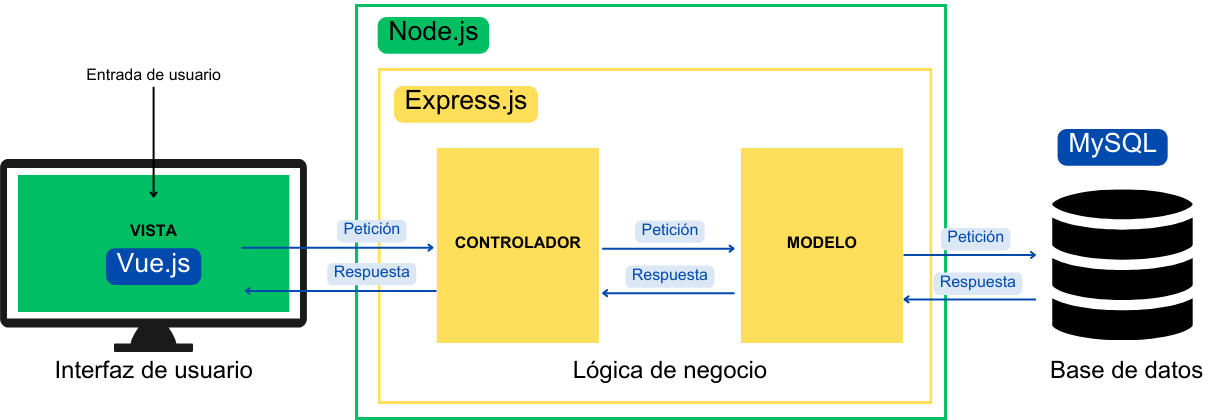 Node.js
Entrada de usuario
Express.js
MySQL
VISTA
Vue.js
Petición
Respuesta
CONTROLADOR
Petición
Respuesta
MODELO
Petición
Respuesta
Interfaz de usuario
Lógica de negocio
Base de datos